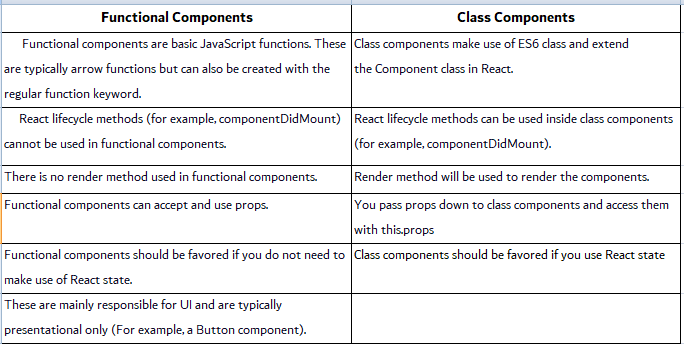 Functional Components
Class Components
Functional components are basic JavaScript functions. These
are typically arrow functions but can also be created with the
regular function keyword.
Class components make use of ES6 class and extend
the Component class in React.
React lifecycle methods (for example, componentDidMount)
cannot be used in functional components.
React lifecycle methods can be used inside class components
(for example, componentDidMount).
There is no render method used in functional components.
Render method will be used to render the components.
Functional components can accept and use props.
You pass props down to class components and access them
with this.props
Functional components should be favored if you do not need to
make use of React state.
Class components should be favored if you use React state
These are mainly responsible for UI and are typically
presentational only (For example, a Button component).